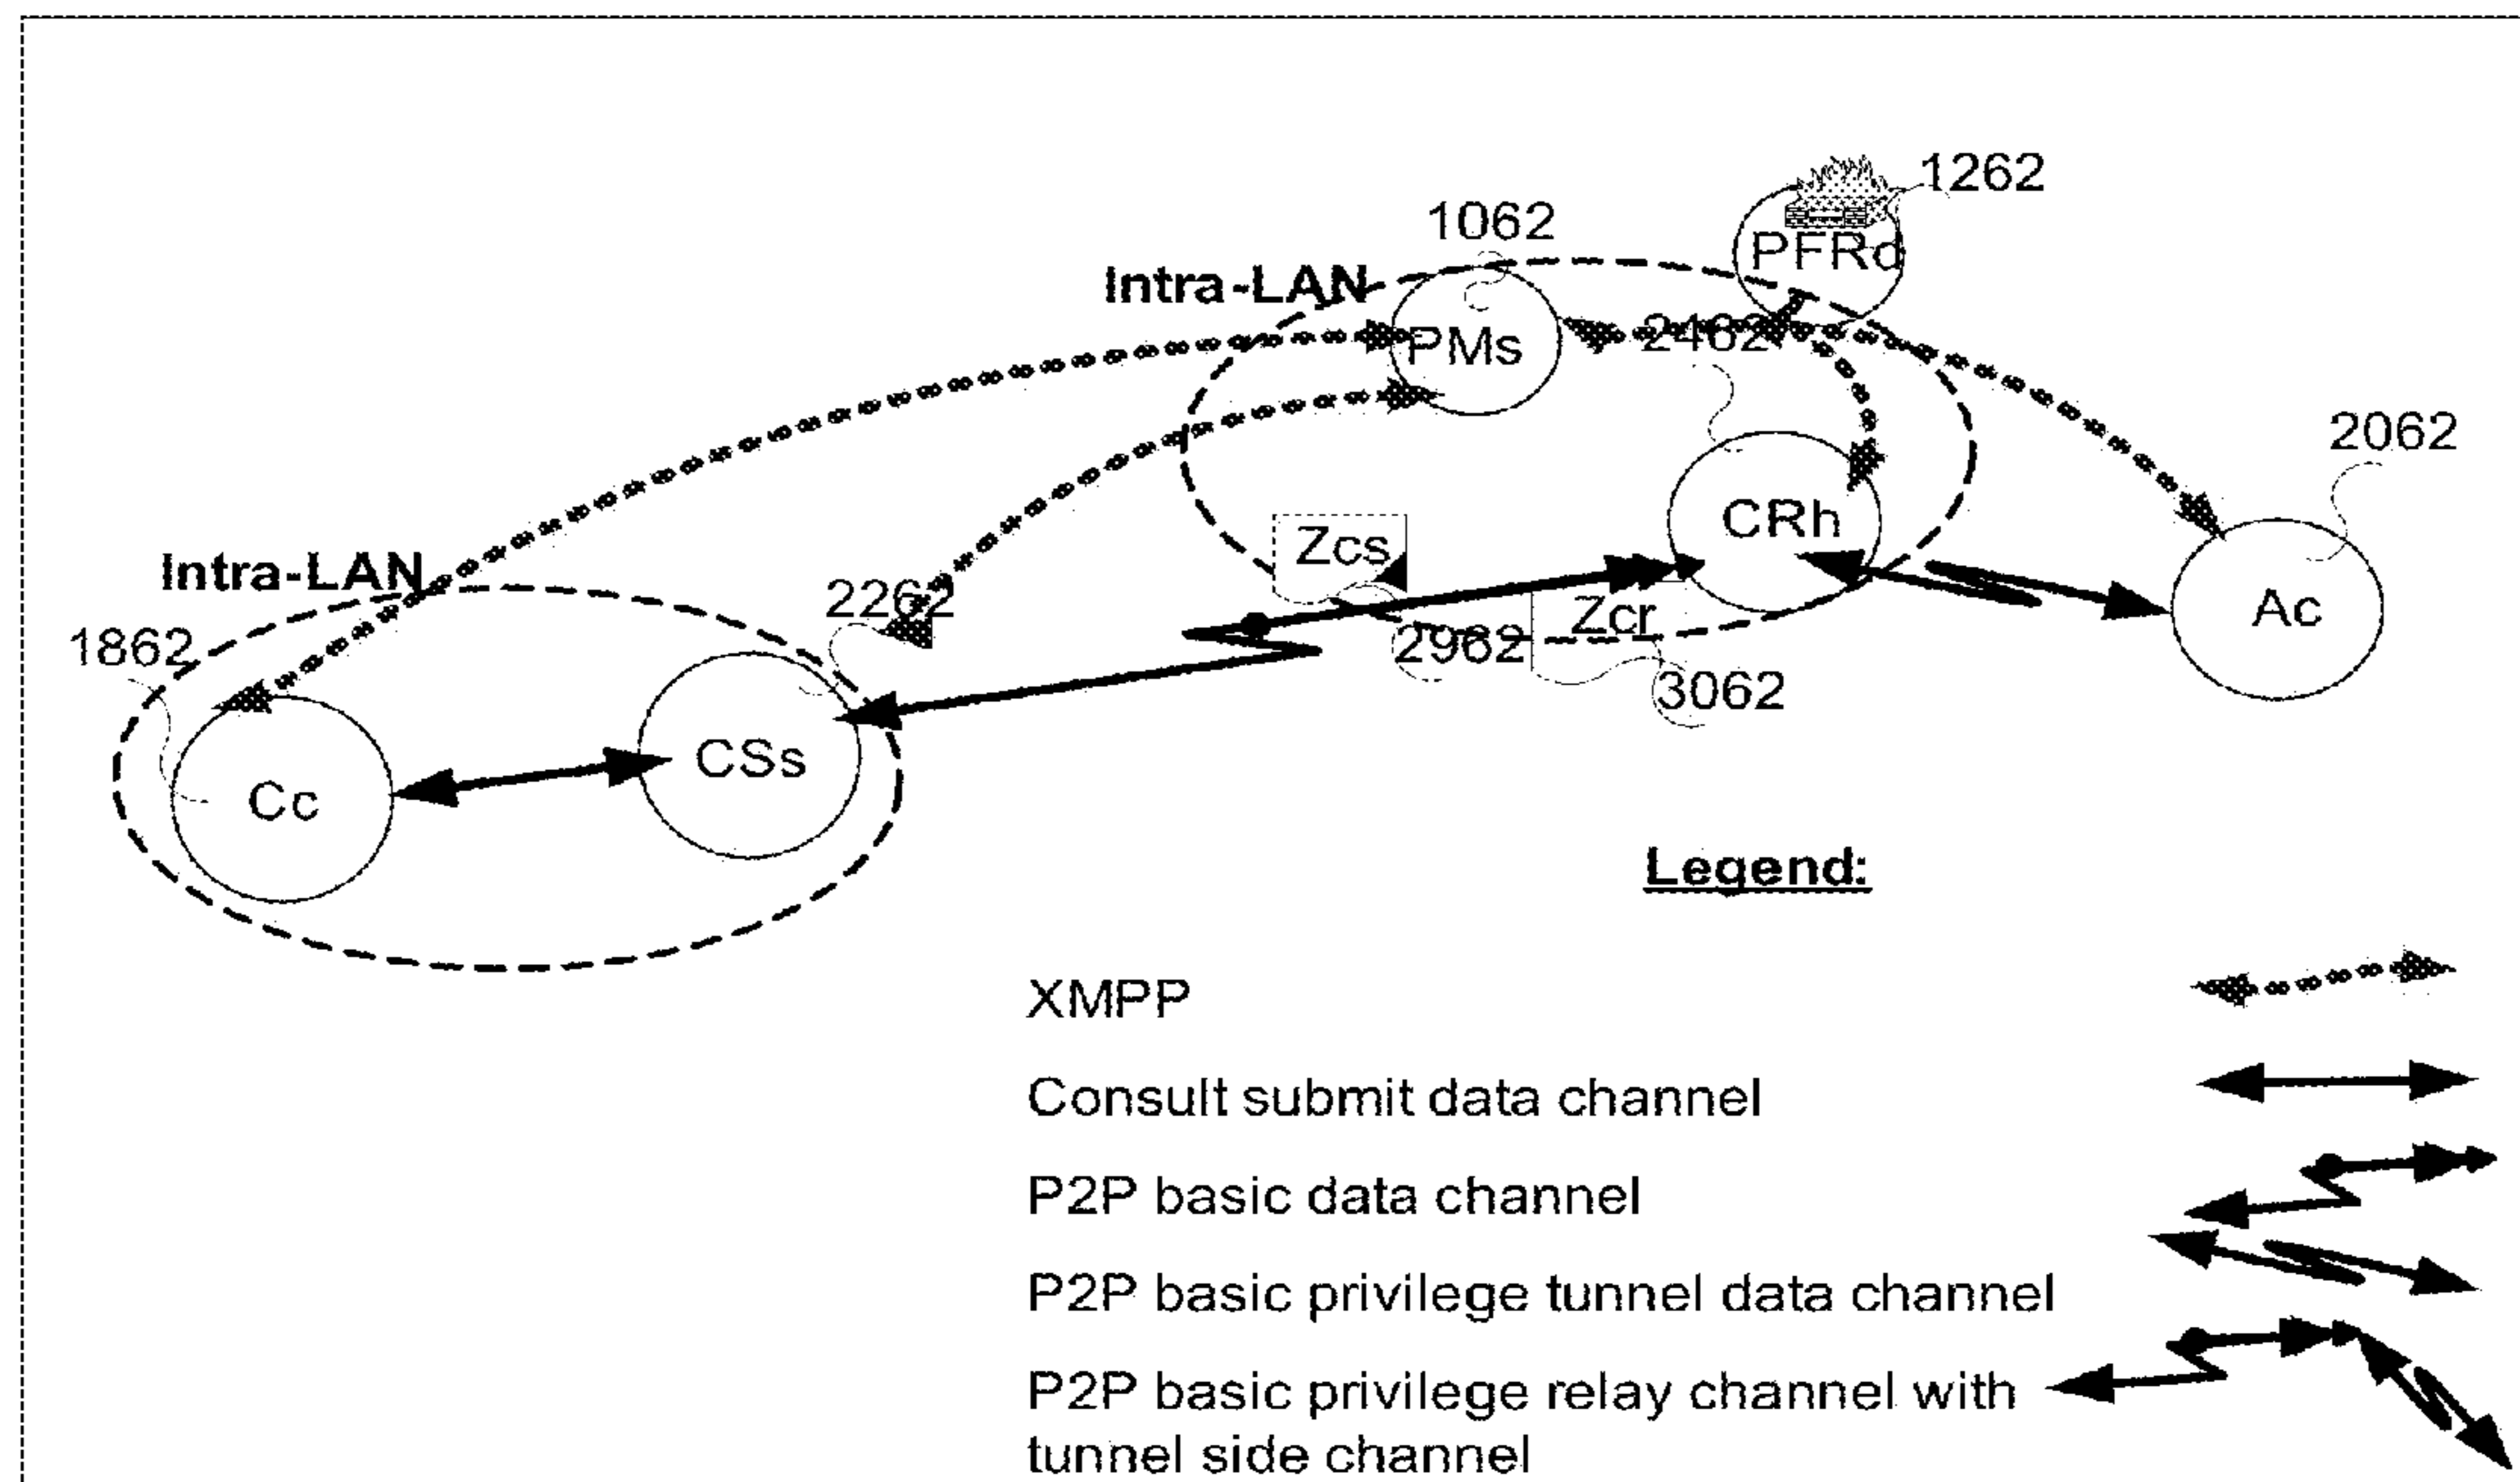 1262
1062
PFRd
Intra-LAN
2462
PMs
2062
CRh
Zcs
Intra-LAN
2262
Zcr
Ac
1862
2962
3062
CSs
Cc
Legend:
XMPP
Consult submit data channel
P2P basic data channel
P2P basic privilege tunnel data channel
P2P basic privilege relay channel with
tunnel side channel